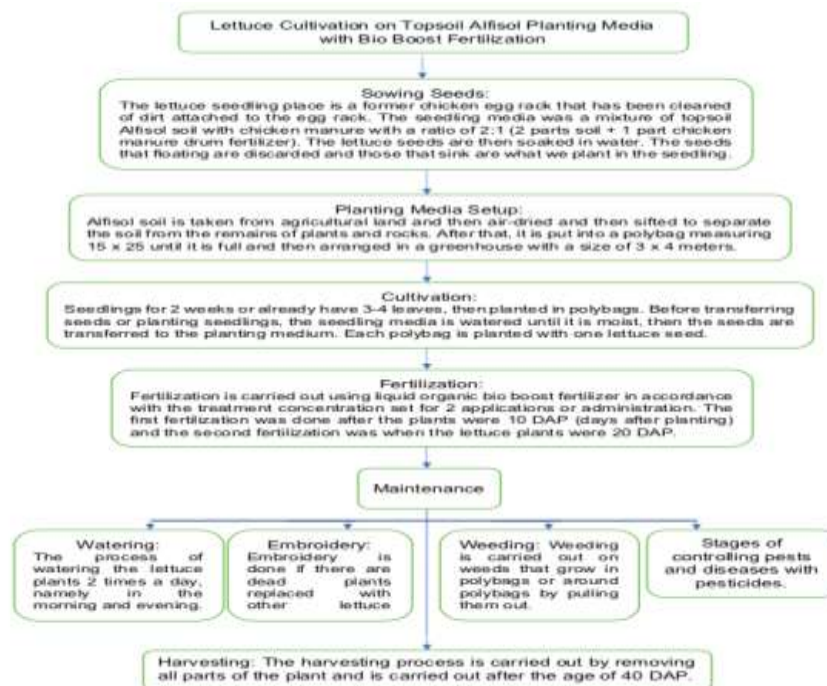 Lettuce Cultivation on Topsoil Alfisol Planting Media
with Bio Boost Fertilization
Sowing Seeds:
The lettuce seedling place is a former chicken egg rack that has been cleaned
of dirt attached to the egg rack. The seedling media was a mixture of topsoil
Alfisol soil with chicken manure with a ratio of 2:1 (2 parts soil + 1 part chicken
manure drum fertilizer). The lettuce seeds are then soaked in water. The seeds
that floating are discarded and those that sink are what we plant in the seedling.
Planting Media Setup:
Alfisol soil is taken from agricultural land and then air-dried and then sifted to separate
the soil from the remains of plants and rocks. After that, it is put into a polybag measuring
15 x 25 until it is full and then arranged in a greenhouse with a size of 3 x 4 meters.
Cultivation:
Seedlings for 2 weeks or already have 3-4 leaves, then planted in polybags. Before transferring
seeds or planting seedlings, the seedling media is watered until it is moist, then the seeds are
transferred to the planting medium. Each polybag is planted with one lettuce seed.
Fertilization:
Fertilization is carried out using liquid organic bio boost fertilizer in accordance
with the treatment concentration set for 2 applications or administration. The
first fertilization was done after the plants were 10 DAP (days after planting)
and the second fertilization was when the lettuce plants were 20 DAP.
Maintenance
Watering:
The process of
watering the lettuce
plants 2 times a day,
namely in the
morning and evening.
Embroidery:
Embroidery is
done if there are
dead plants
replaced with
other lettuce
Weeding: Weeding
is carried out on
weeds that grow in
polybags or around
polybags by pulling
them out.
Stages of
controlling pests
and diseases with
pesticides.
Harvesting: The harvesting process is carried out by removing
all parts of the plant and is carried out after the age of 40 DAP.